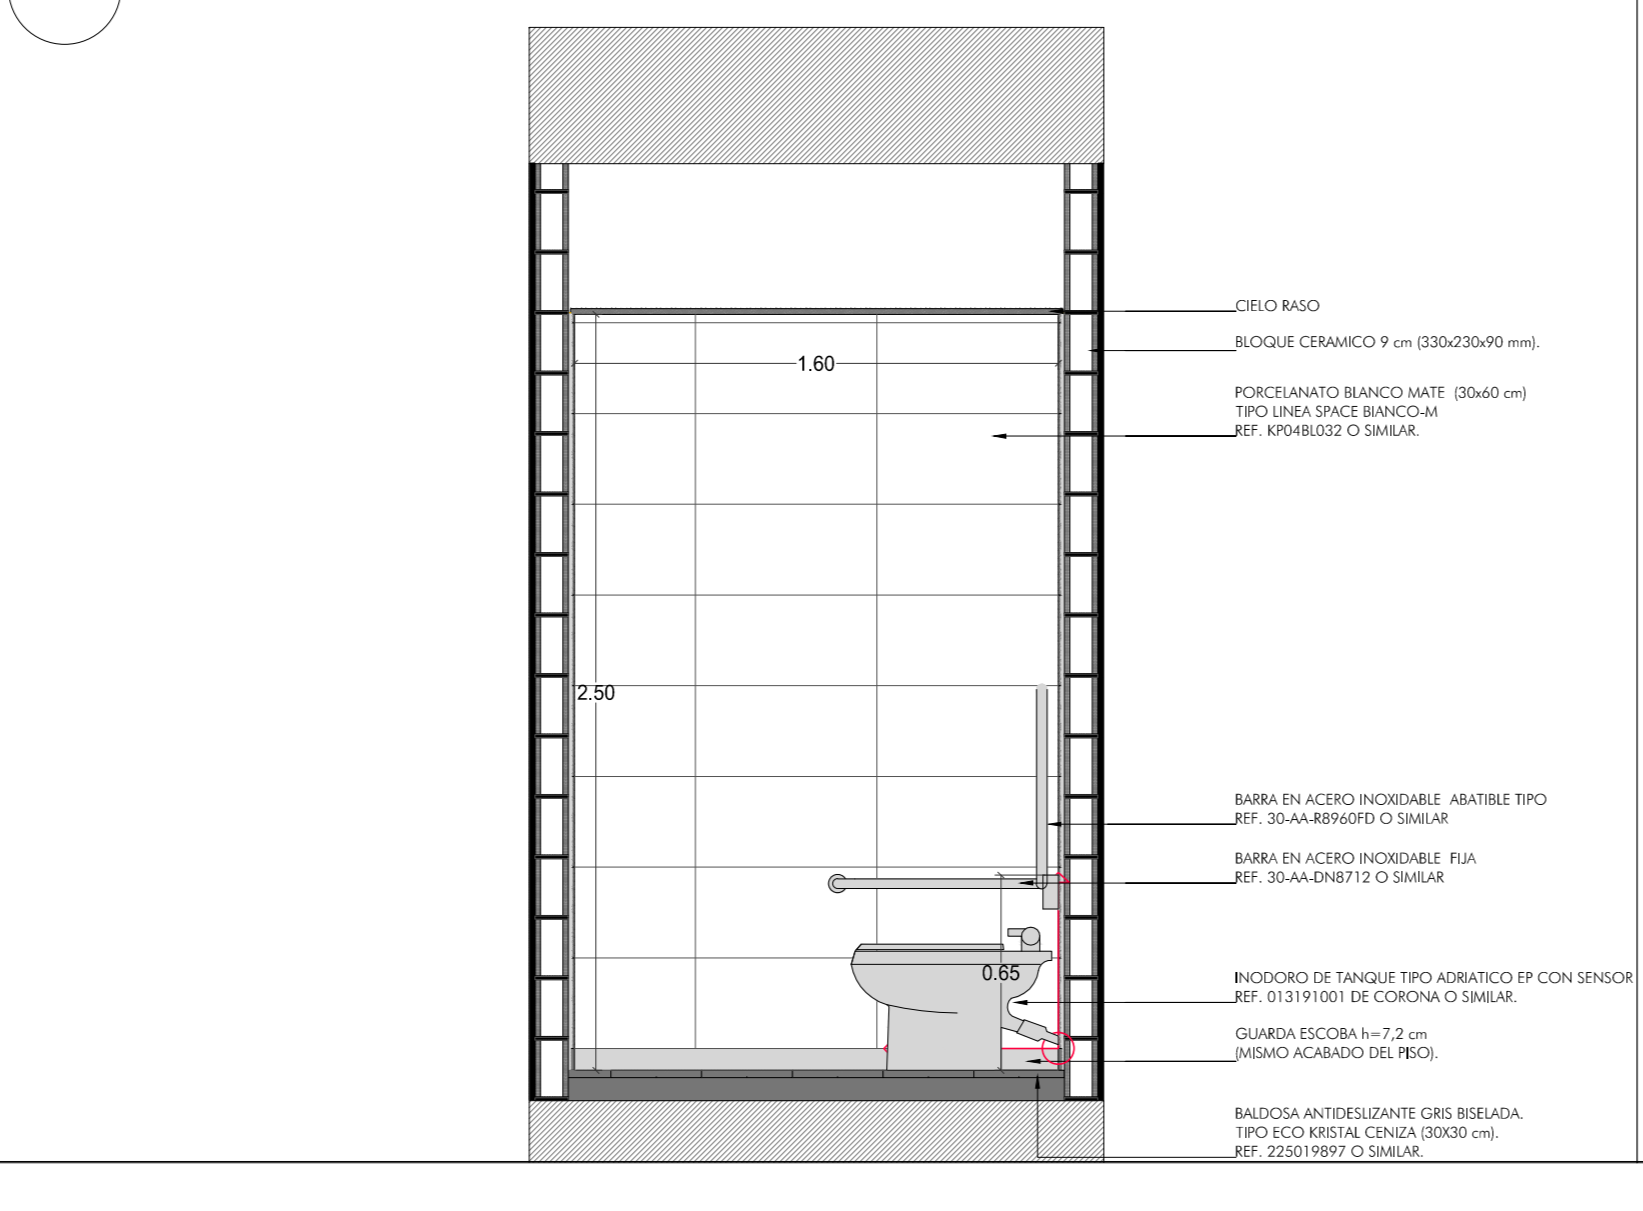 CIELO RASO
BLOQUE CERAMICO 9 cm (330x230x90 mm).
1.60
PORCELANATO BLANCO MATE (30x60 cm)
TIPO LINEA SPACE BIANCO-M
REF. KP04BL032 O SIMILAR.
2.50
BARRA EN ACERO INOXIDABLE ABATIBLE TIPO
REF. 30-AA-R8960FD O SIMILAR
BARRA EN ACERO INOXIDABLE FIJA
REF. 30-AA-DN8712 O SIMILAR
0.65
INODORO DE TANQUE TIPO ADRIATICO EP CON SENSOR
REF. 013191001 DE CORONA O SIMILAR.
GUARDA ESCOBA h=7,2 cm
(MISMO ACABADO DEL PISO).
BALDOSA ANTIDESLIZANTE GRIS BISELADA.
TIPO ECO KRISTAL CENIZA (30X30 cm).
REF. 225019897 O SIMILAR.